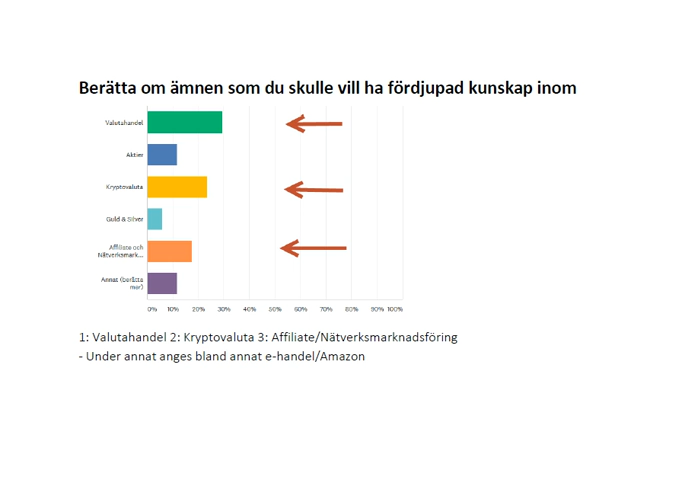 Berätta om ämnen som du skulle vill ha fördjupad kunskap inom
Valutahandel
Aktier
Kryptovaluta
Guld & Silver
Affiliate och
Nätverksmark...
Annat (berätta
mer)
0% 10% 20% 30% 40% 50% 60% 70% 80% 90% 100%
1: Valutahandel 2: Kryptovaluta 3: Affiliate/Nätverksmarknadsföring
- Under annat anges bland annat e-handel/Amazon